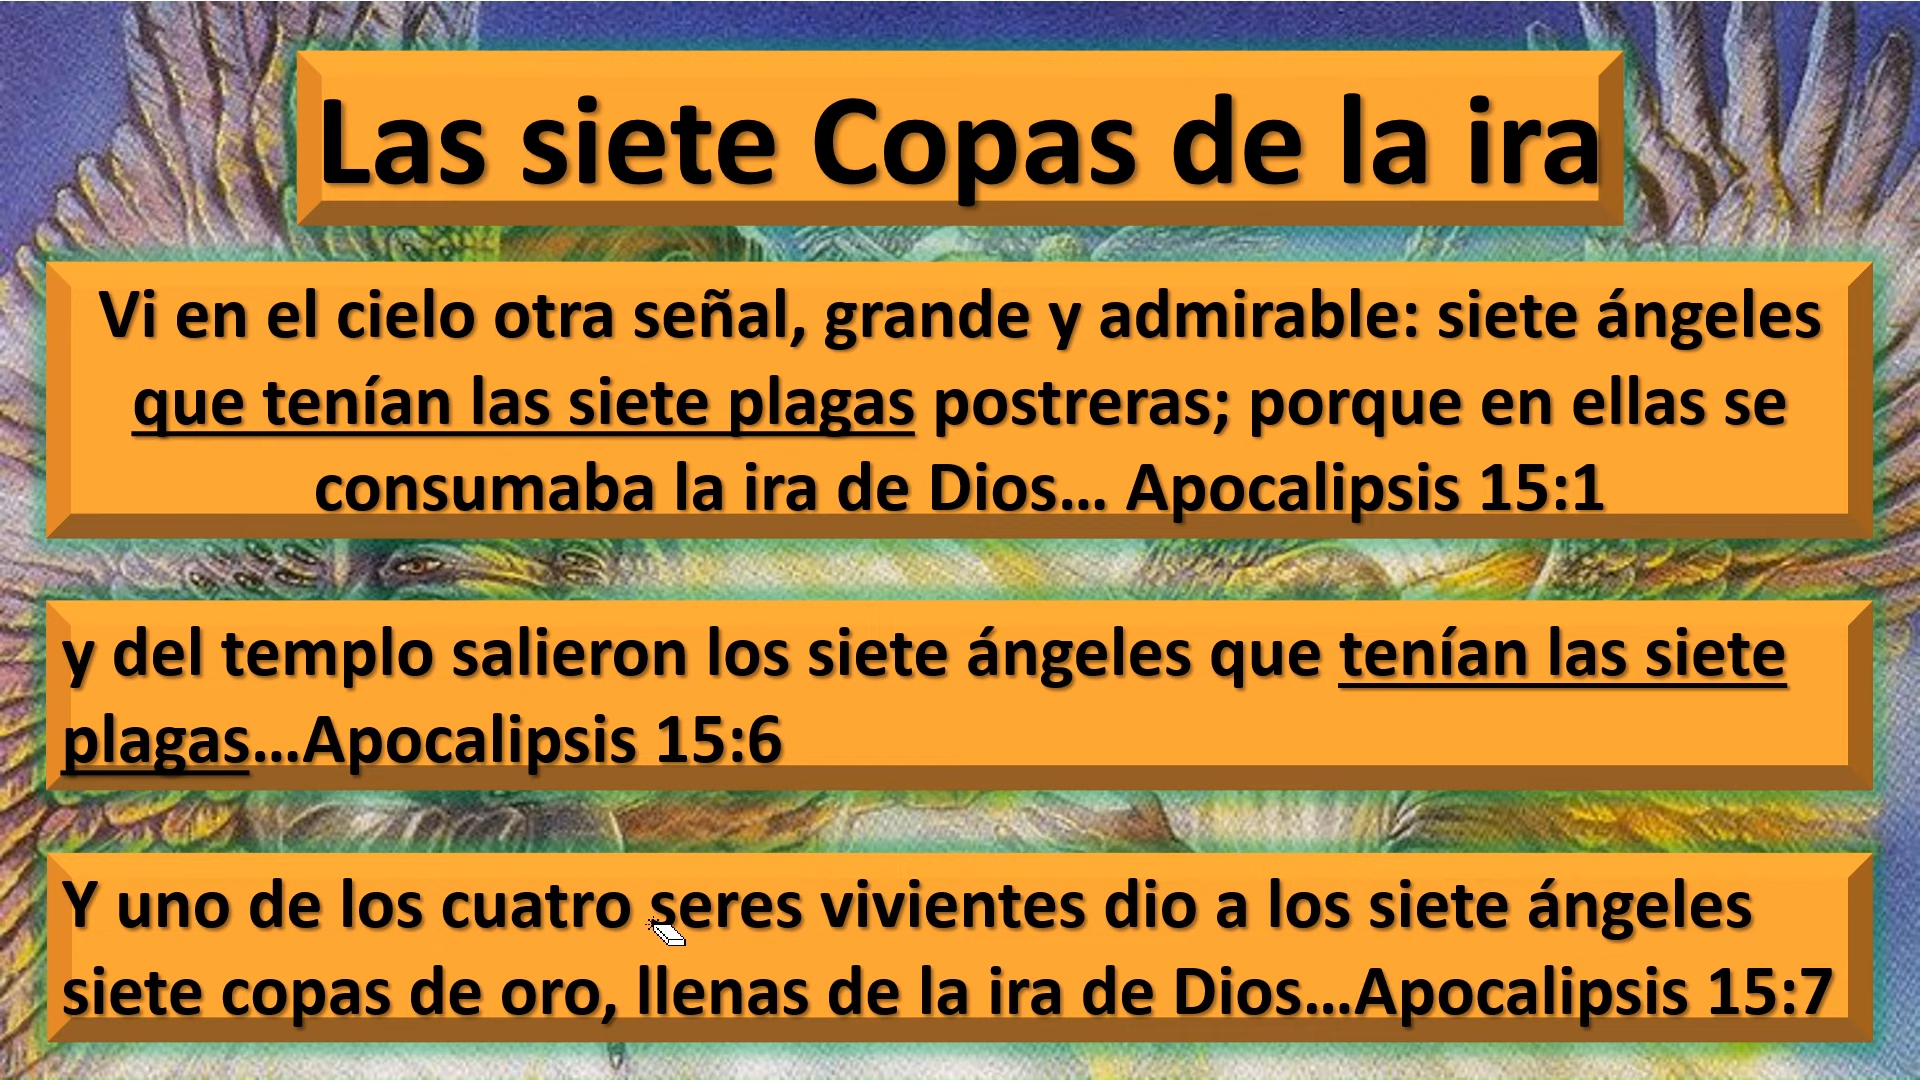 Las siete Copas de la ira
Vi en el cielo otra señal, grande y admirable: siete ángeles
que tenían las siete plagas postreras; porque en ellas se
consumaba la ira de Dios... Apocalipsis 15:1
y del templo salieron los siete ángeles que tenían las siete
plagas...Apocalipsis 15:6
Y uno de los cuatro seres vivientes dio a los siete ángeles
siete copas de oro, llenas de la ira de Dios...Apocalipsis 15:7